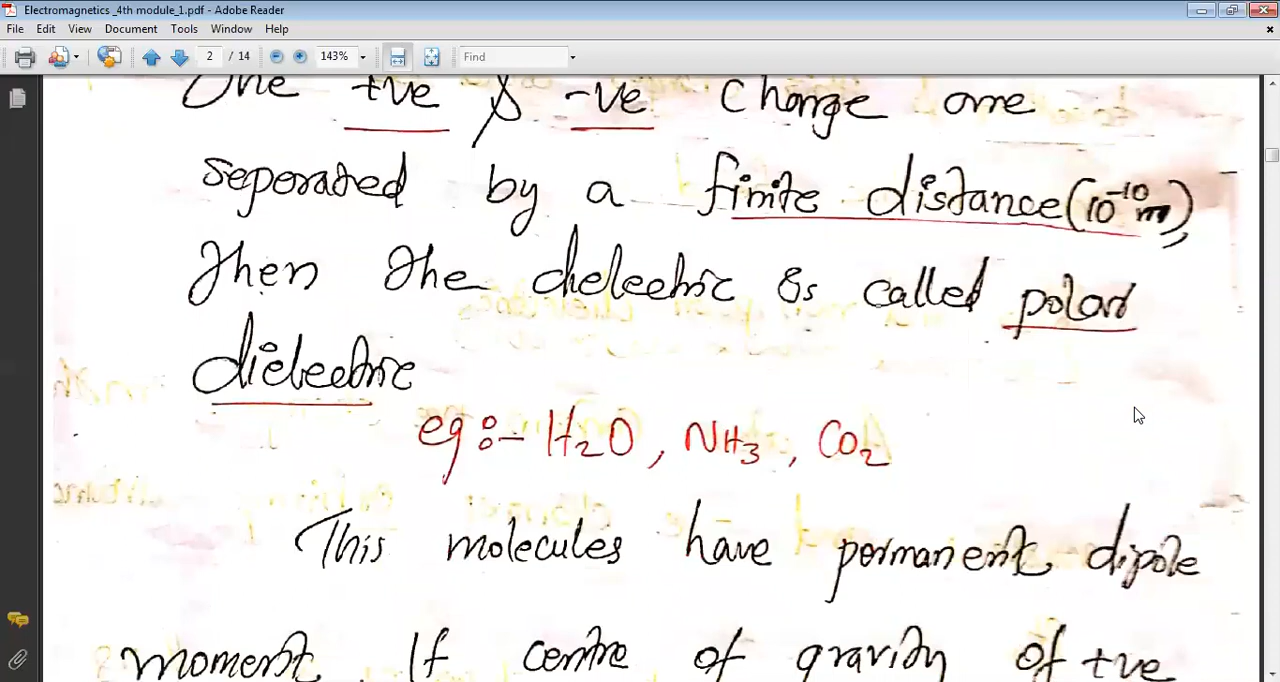 Electromagnetics _4th module_1.pdf - Adobe Reader
File Edit View Document Tools Window Help
2 / 14 143% Find
One +ve & -ve charge are
seperated by a finite distance (10⁻¹⁰ m),
then the dielectric is called polar
dielectric
eg:- H₂O, NH₃, CO₂
This molecules have permanent dipole
moment. If centre of gravity of +ve